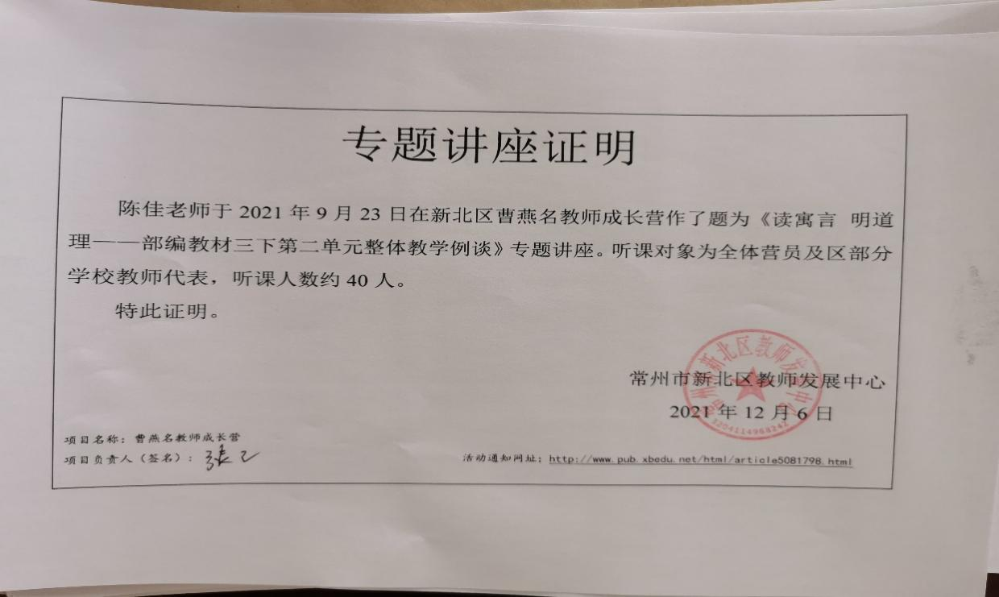 专题讲座证明
陈佳老师于 2021 年 9 月 23 日在新北区曹燕名教师成长营作了题为《读寓言 明道
理——部编教材三下第二单元整体教学例谈》专题讲座。听课对象为全体营员及区部分
学校教师代表，听课人数约 40 人。
特此证明。
常州市新北区教师发展中心
2021 年 12 月 6 日
常州市新北区教师发展中心
3204114968242
项目名称：曹燕名教师成长营
项目负责人（签名）：
活动通知网址：http://www.pub.xbedu.net/html/article5081798.html